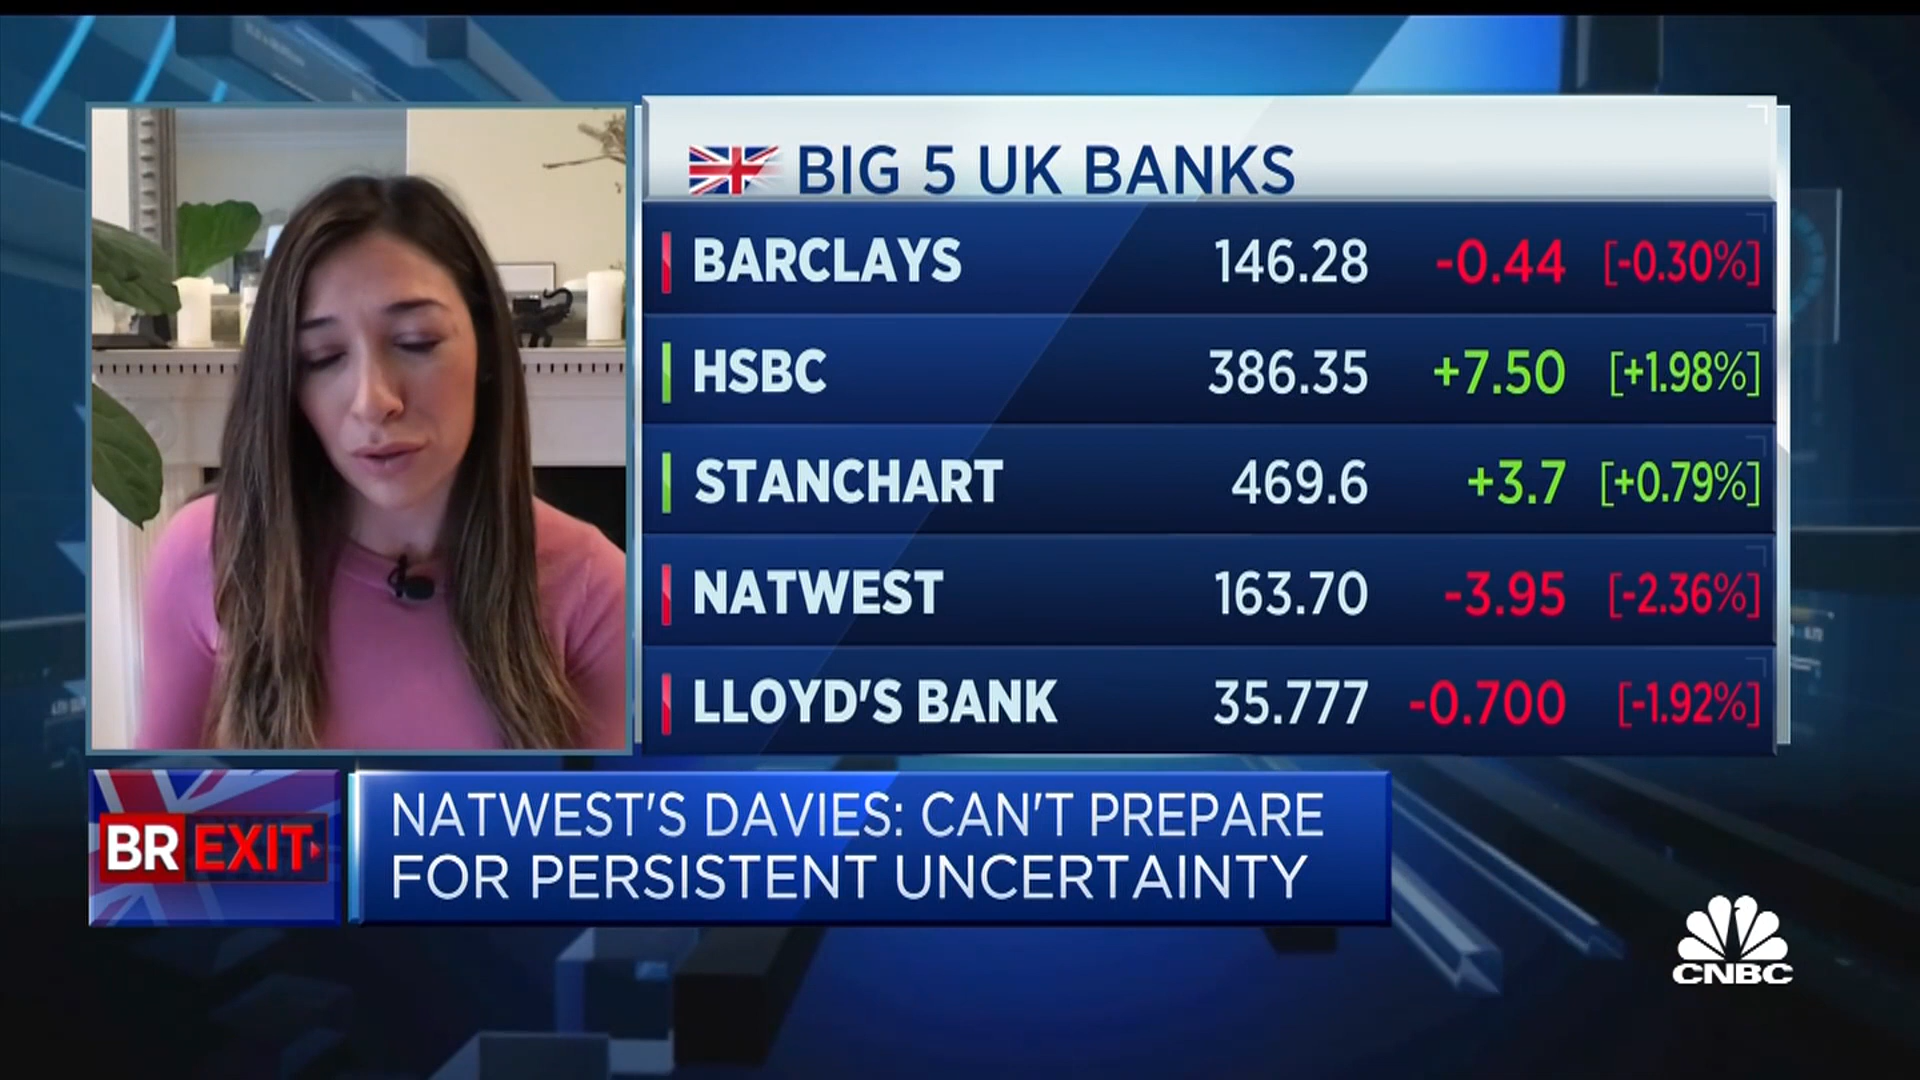 BIG 5 UK BANKS
BARCLAYS 146.28 -0.44 [-0.30%]
HSBC 386.35 +7.50 [+1.98%]
STANCHART 469.6 +3.7 [+0.79%]
NATWEST 163.70 -3.95 [-2.36%]
LLOYD'S BANK 35.777 -0.700 [-1.92%]
BREXIT
NATWEST'S DAVIES: CAN'T PREPARE
FOR PERSISTENT UNCERTAINTY
CNBC